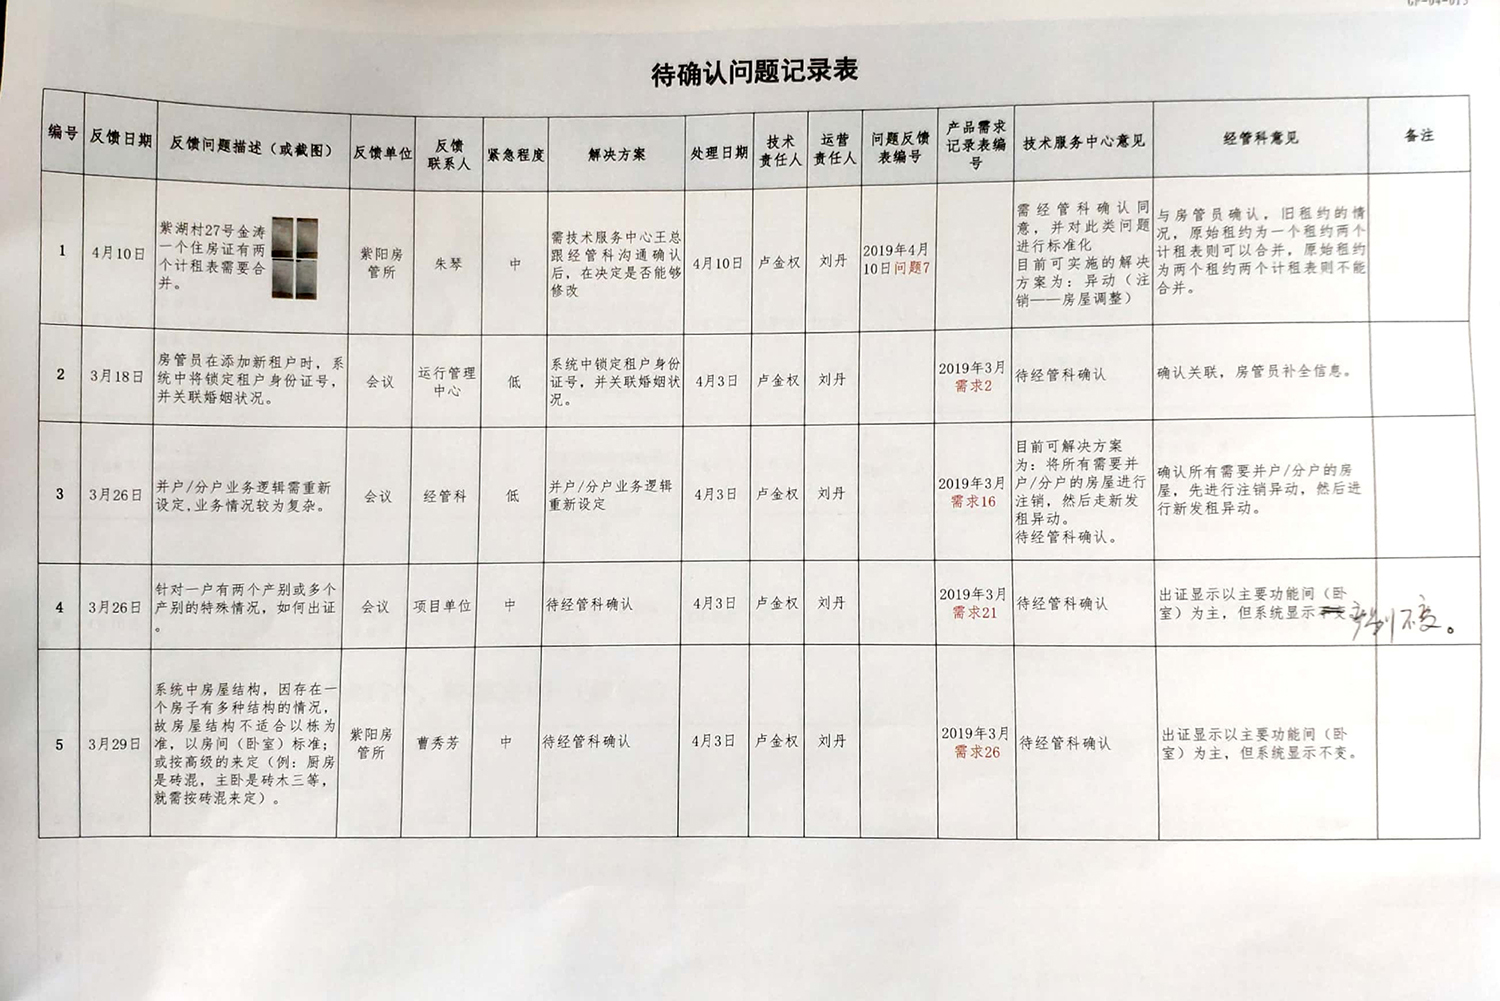 待确认问题记录表
编号
反馈日期
反馈问题描述（或截图）
反馈单位
反馈
联系人
紧急程度
解决方案
处理日期
技术
责任人
运营
责任人
问题反馈
表编号
产品需求
记录表编
号
技术服务中心意见
经管科意见
备注
1
4月10日
紫湖村27号金涛
一个住房证有两
个计租表需要合
并。
紫阳房
管所
朱琴
中
需技术服务中心王总
跟经管科沟通确认
后，在决定是否能够
修改
4月10日
卢金权
刘丹
2019年4月
10日问题7
需经管科确认同
意，并对此类问题
进行标准化
目前可实施的解决
方案为：异动（注
销——房屋调整）
与房管员确认，旧租约的情
况，原始租约为一个租约两个
计租表则可以合并，原始租约
为两个租约两个计租表则不能
合并。
2
3月18日
房管员在添加新租户时，系
统中将锁定租户身份证号，
并关联婚姻状况。
会议
运行管理
中心
低
系统中锁定租户身份
证号，并关联婚姻状
况。
4月3日
卢金权
刘丹
2019年3月
需求2
待经管科确认
确认关联，房管员补全信息。
3
3月26日
并户/分户业务逻辑需重新
设定,业务情况较为复杂。
会议
经管科
低
并户/分户业务逻辑
重新设定
4月3日
卢金权
刘丹
2019年3月
需求16
目前可解决方案
为：将所有需要并
户/分户的房屋进行
注销，然后走新发
租异动。
待经管科确认。
确认所有需要并户/分户的房
屋，先进行注销异动，然后进
行新发租异动。
4
3月26日
针对一户有两个产别或多个
产别的特殊情况，如何出证
。
会议
项目单位
中
待经管科确认
4月3日
卢金权
刘丹
2019年3月
需求21
待经管科确认
出证显示以主要功能间（卧
室）为主，但系统显示产别不变。
5
3月29日
系统中房屋结构，因存在一
个房子有多种结构的情况，
故房屋结构不适合以栋为
准，以房间（卧室）标准；
或按高级的来定（例：厨房
是砖混，主卧是砖木三等，
就需按砖混来定）。
紫阳房
管所
曹秀芳
中
待经管科确认
4月3日
卢金权
刘丹
2019年3月
需求26
待经管科确认
出证显示以主要功能间（卧
室）为主，但系统显示不变。